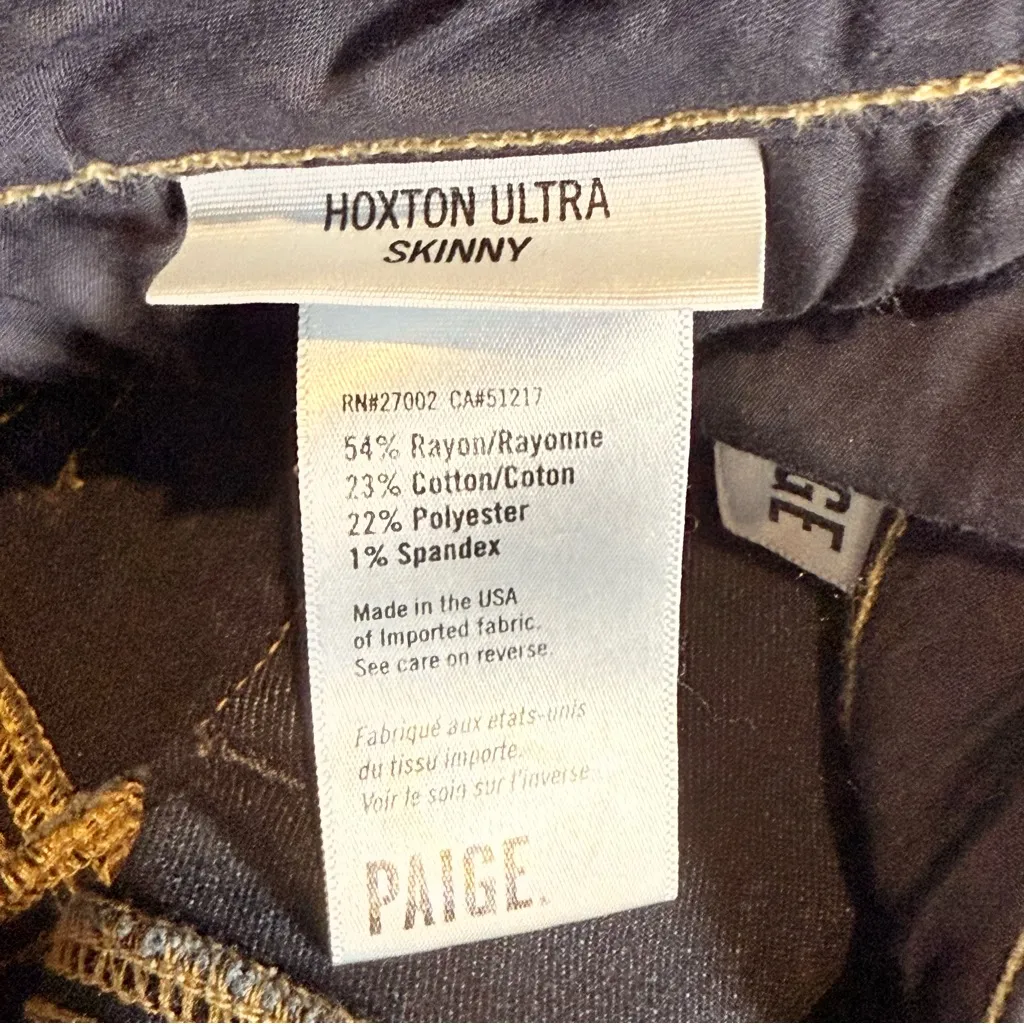 HOXTON ULTRA
SKINNY
RN#27002 CA#51217
54% Rayon/Rayonne
23% Cotton/Coton
22% Polyester
1% Spandex
Made in the USA
of Imported fabric.
See care on reverse.
Fabriqué aux etats-unis
du tissu importe.
Voir le soin sur l'inverse
PAIGE.
GE